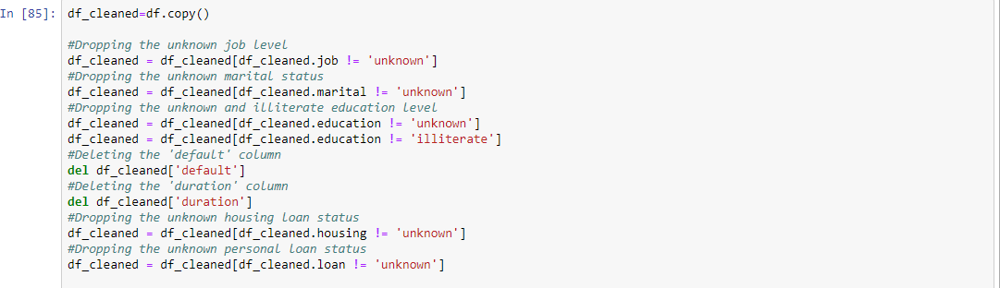 In [85]: df_cleaned=df.copy()
#Dropping the unknown job level
df_cleaned = df_cleaned[df_cleaned.job != 'unknown']
#Dropping the unknown marital status
df_cleaned = df_cleaned[df_cleaned.marital != 'unknown']
#Dropping the unknown and illiterate education level
df_cleaned = df_cleaned[df_cleaned.education != 'unknown']
df_cleaned = df_cleaned[df_cleaned.education != 'illiterate']
#Deleting the 'default' column
del df_cleaned['default']
#Deleting the 'duration' column
del df_cleaned['duration']
#Dropping the unknown housing loan status
df_cleaned = df_cleaned[df_cleaned.housing != 'unknown']
#Dropping the unknown personal loan status
df_cleaned = df_cleaned[df_cleaned.loan != 'unknown']